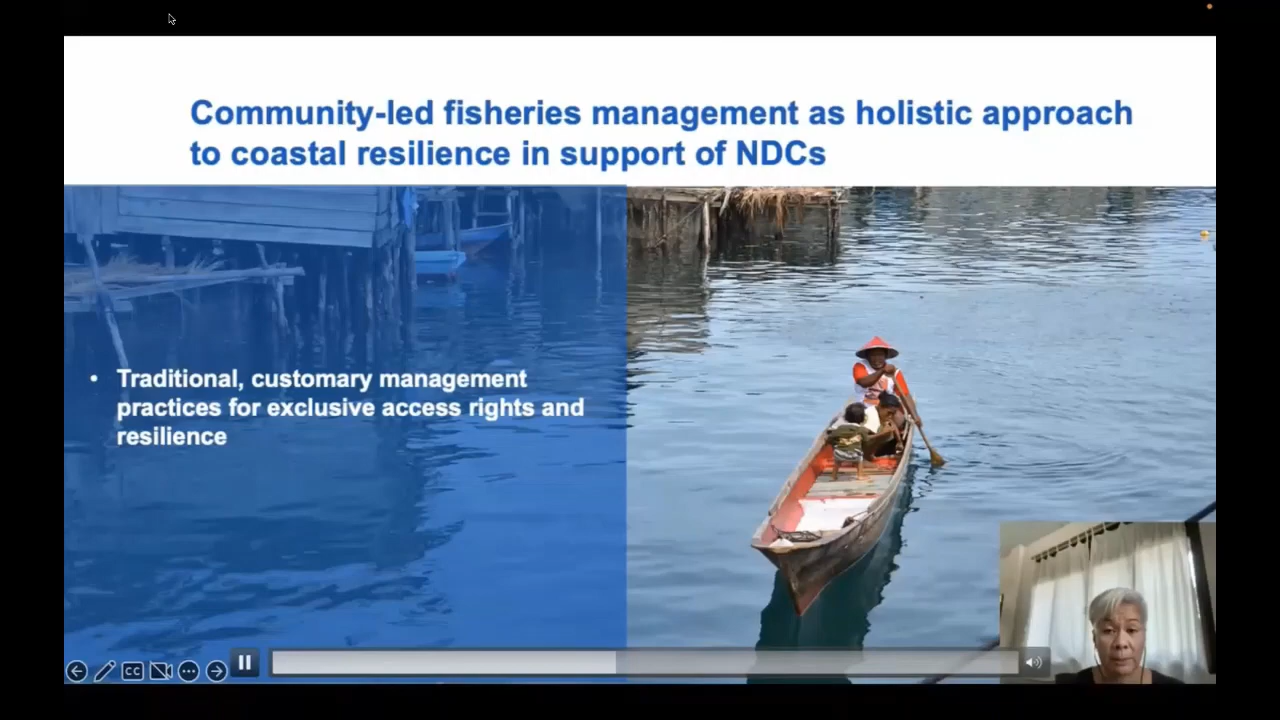 Community-led fisheries management as holistic approach
to coastal resilience in support of NDCs
• Traditional, customary management
practices for exclusive access rights and
resilience
CC